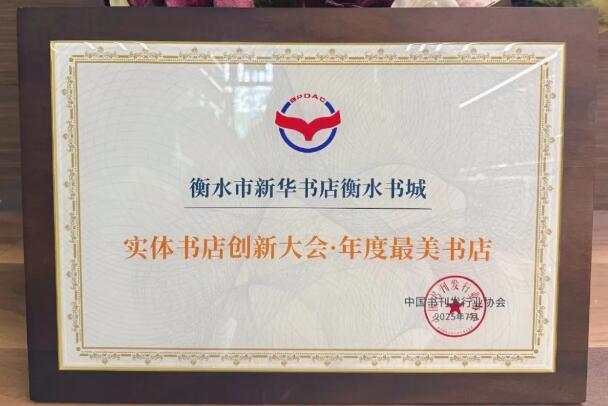 BPDAC
衡水市新华书店衡水书城
实体书店创新大会·年度最美书店
中国书刊发行业协会
2025年7月